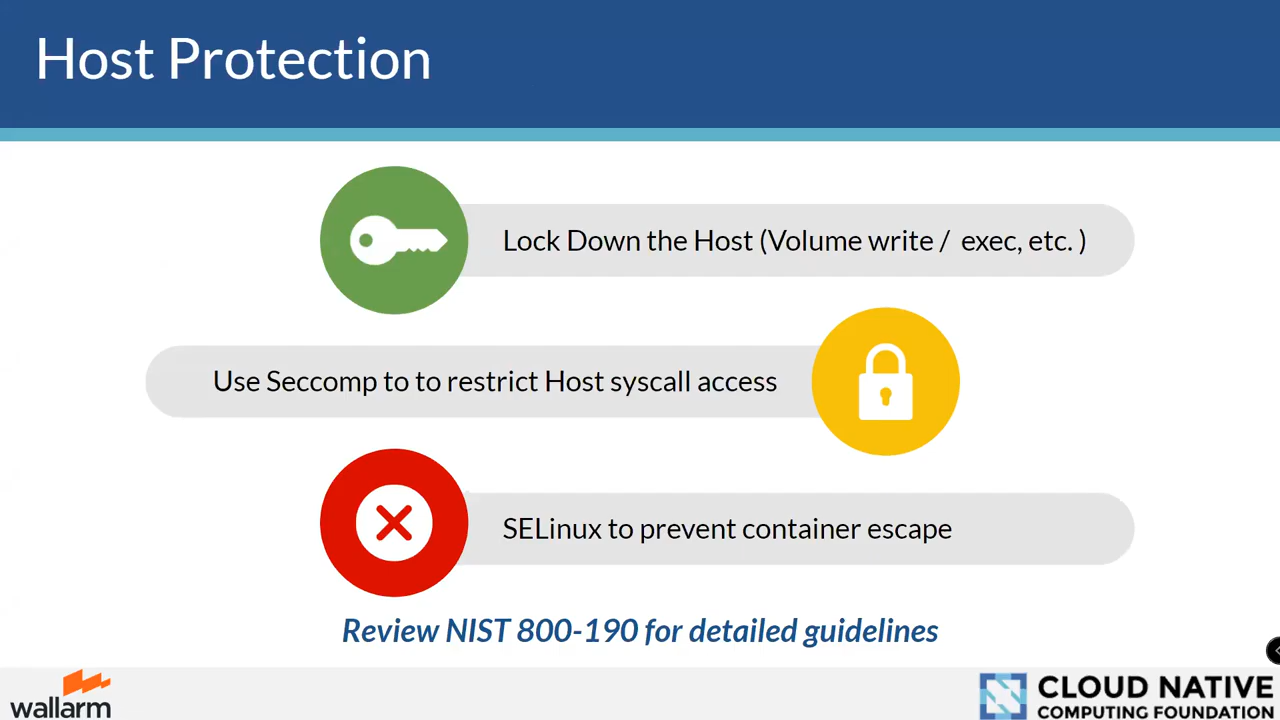 Host Protection
Lock Down the Host (Volume write /  exec, etc. )
Use Seccomp to to restrict Host syscall access
SELinux to prevent container escape
Review NIST 800-190 for detailed guidelines
wallarm
CLOUD NATIVE
COMPUTING FOUNDATION